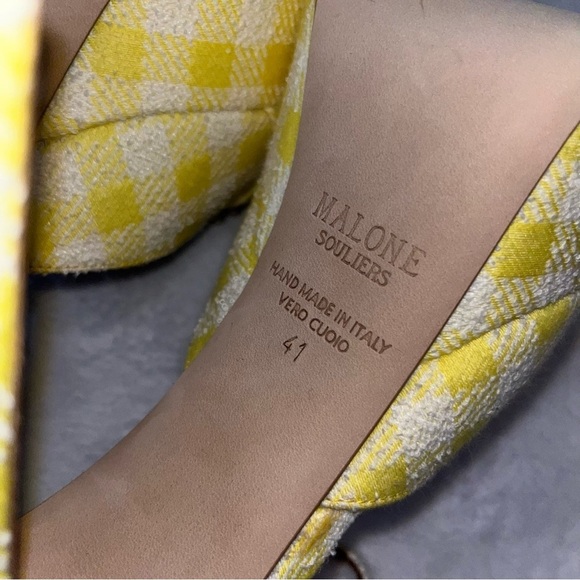 MALONE
SOULIERS
HAND MADE IN ITALY
VERO CUOIO
41